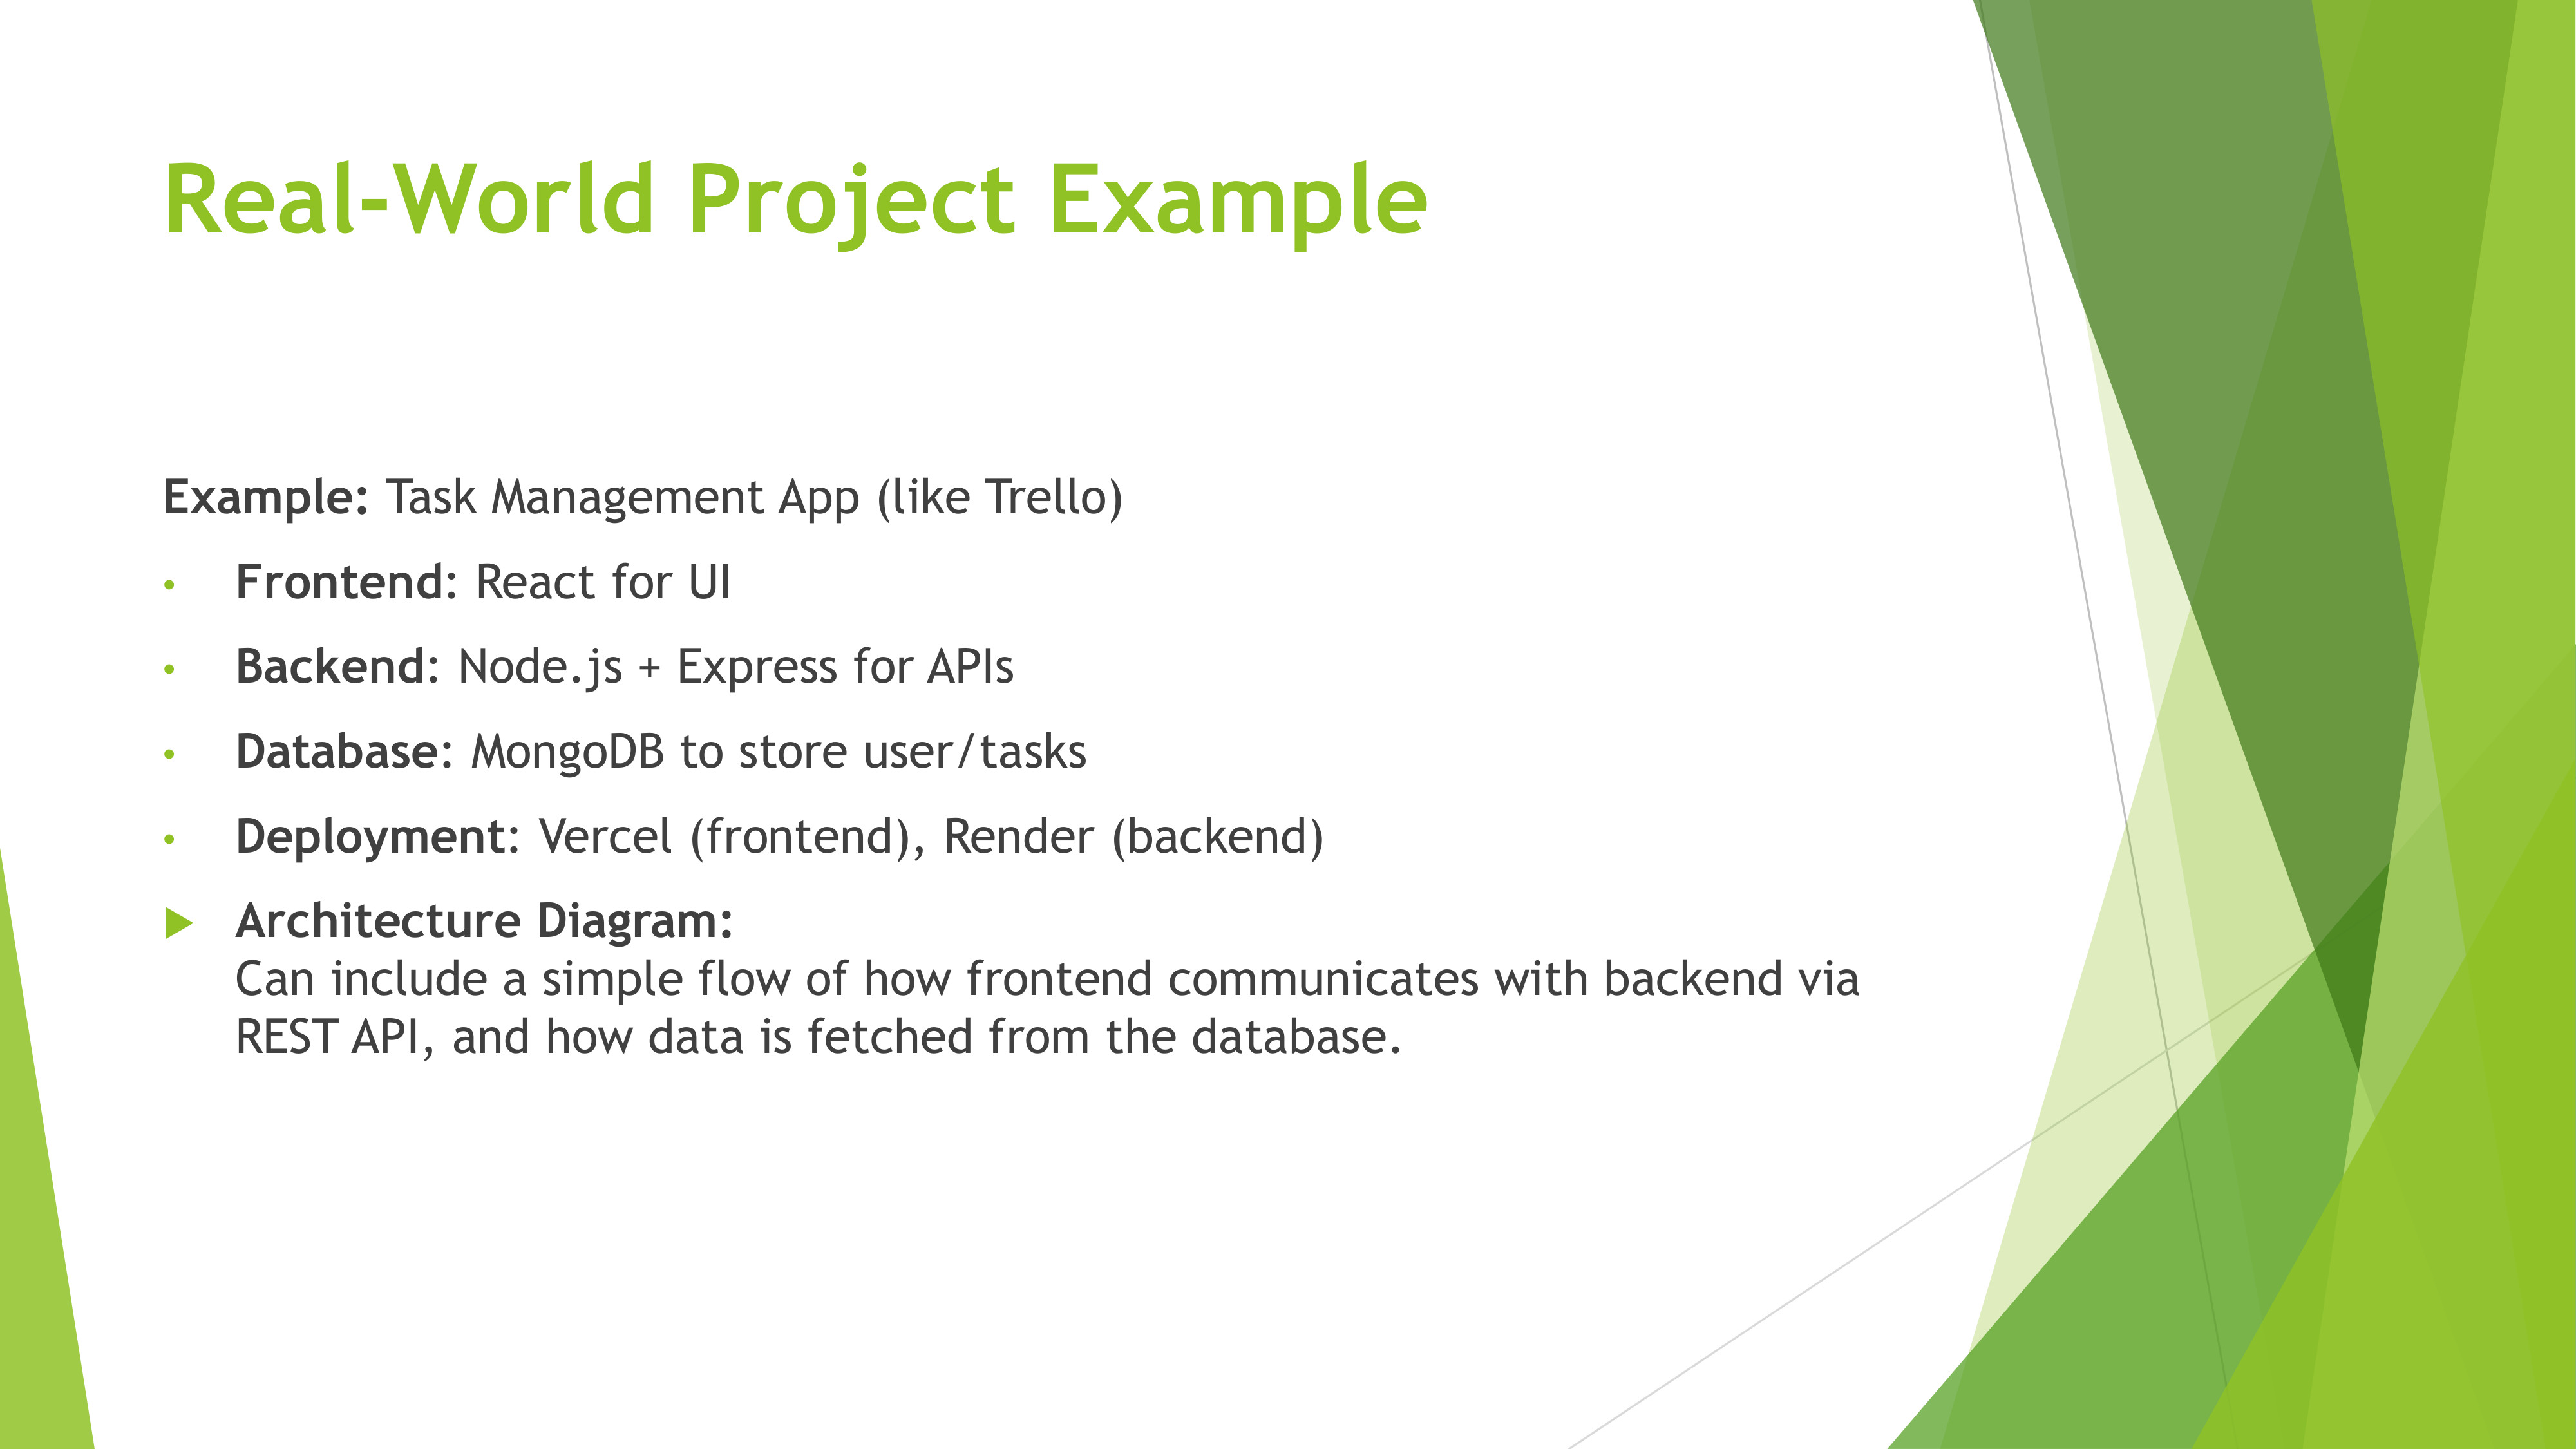 Real-World Project Example
Example: Task Management App (like Trello)
• Frontend: React for UI
• Backend: Node.js + Express for APIs
• Database: MongoDB to store user/tasks
• Deployment: Vercel (frontend), Render (backend)
▶ Architecture Diagram:
Can include a simple flow of how frontend communicates with backend via
REST API, and how data is fetched from the database.